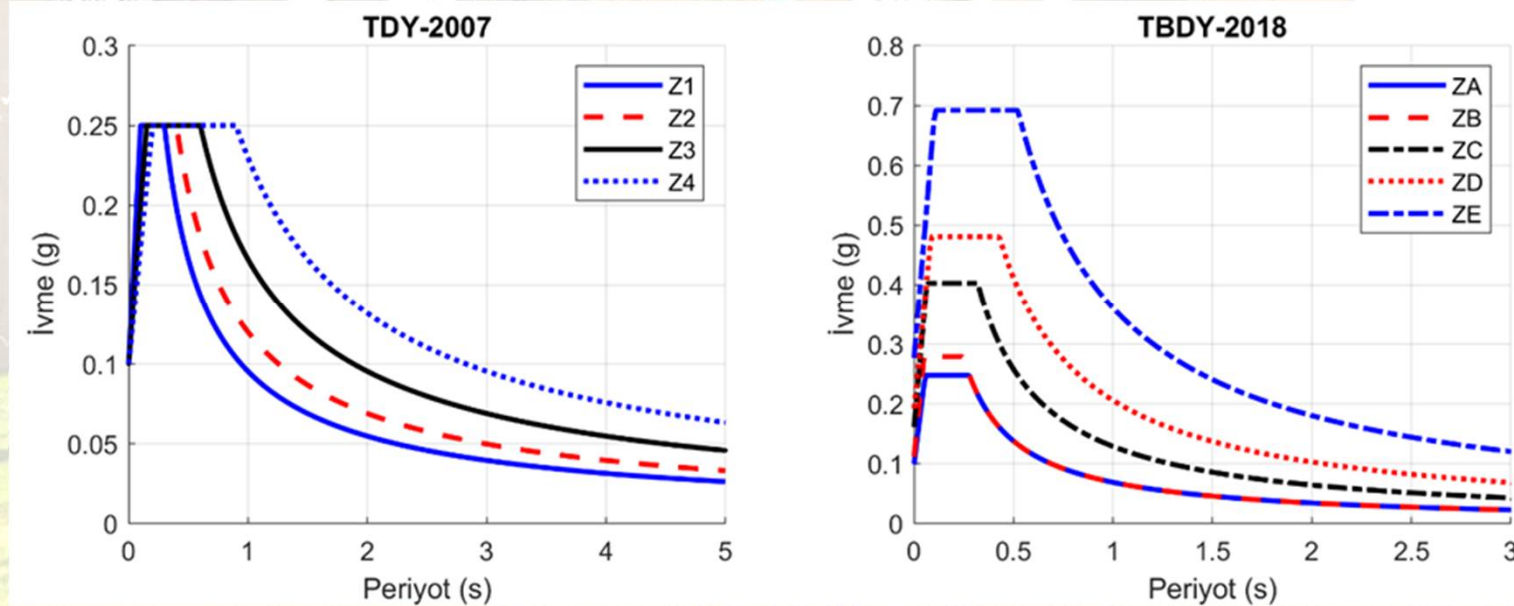 TDY-2007
0.3
0.25
0.2
0.15
0.1
0.05
0
İvme (g)
0 1 2 3 4 5
Periyot (s)
Z1
Z2
Z3
Z4
TBDY-2018
0.8
0.7
0.6
0.5
0.4
0.3
0.2
0.1
0
İvme (g)
0 0.5 1 1.5 2 2.5 3
Periyot (s)
ZA
ZB
ZC
ZD
ZE